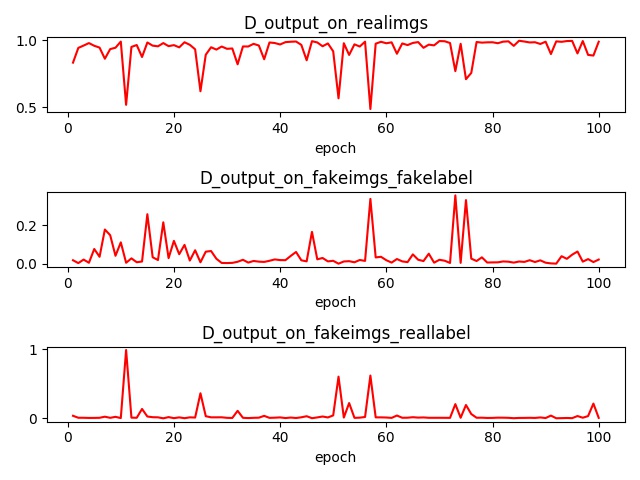 D_output_on_realimgs
1.0
0.5
0 20 40 60 80 100
epoch
D_output_on_fakeimgs_fakelabel
0.2
0.0
0 20 40 60 80 100
epoch
D_output_on_fakeimgs_reallabel
1
0
0 20 40 60 80 100
epoch